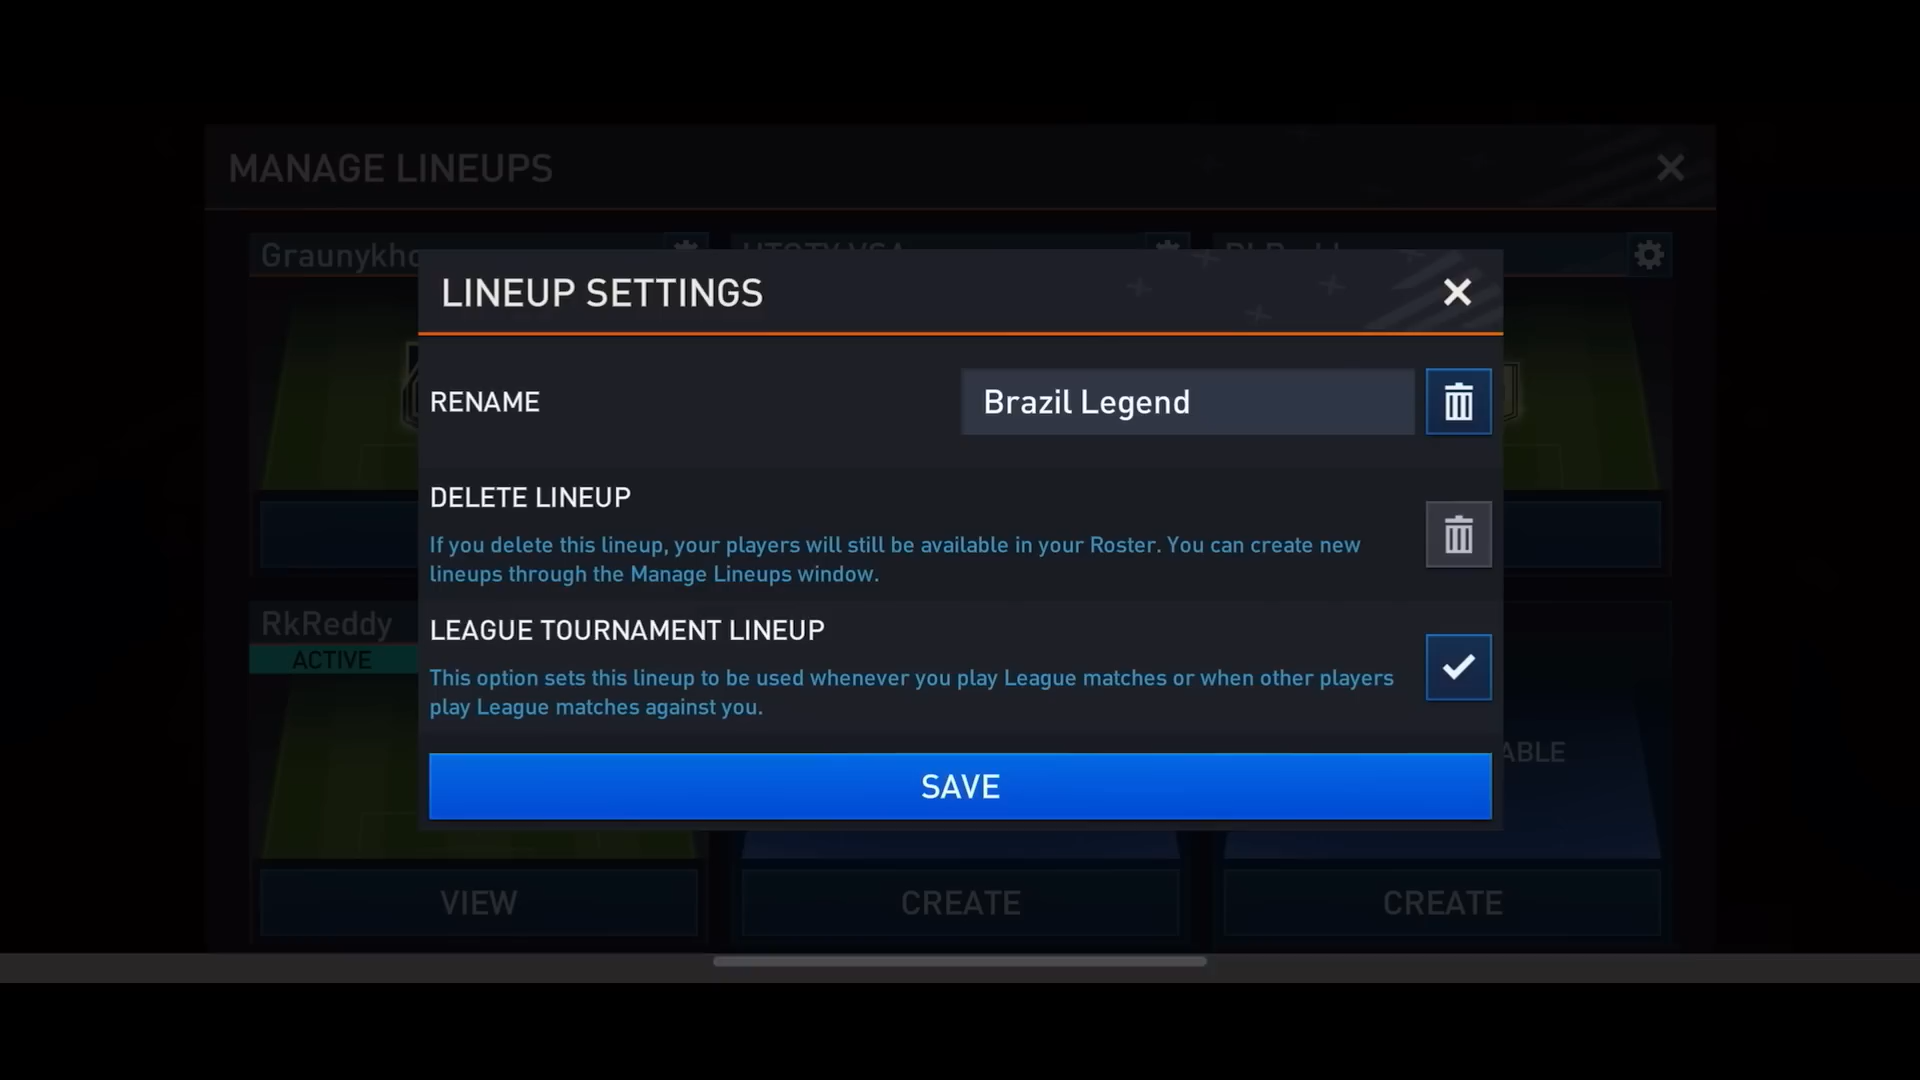 MANAGE LINEUPS
Graunykho
LINEUP SETTINGS
RENAME
Brazil Legend
DELETE LINEUP
If you delete this lineup, your players will still be available in your Roster. You can create new
lineups through the Manage Lineups window.
RkReddy
ACTIVE
LEAGUE TOURNAMENT LINEUP
This option sets this lineup to be used whenever you play League matches or when other players
play League matches against you.
ABLE
SAVE
VIEW
CREATE
CREATE